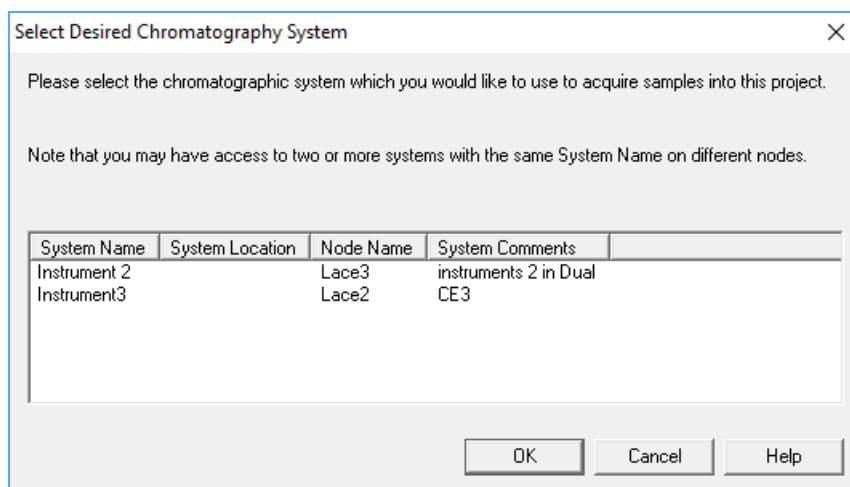 Select Desired Chromatography System
Please select the chromatographic system which you would like to use to acquire samples into this project.
Note that you may have access to two or more systems with the same System Name on different nodes.
System Name System Location Node Name System Comments
Instrument 2 Lace3 instruments 2 in Dual
Instrument3 Lace2 CE3
OK Cancel Help